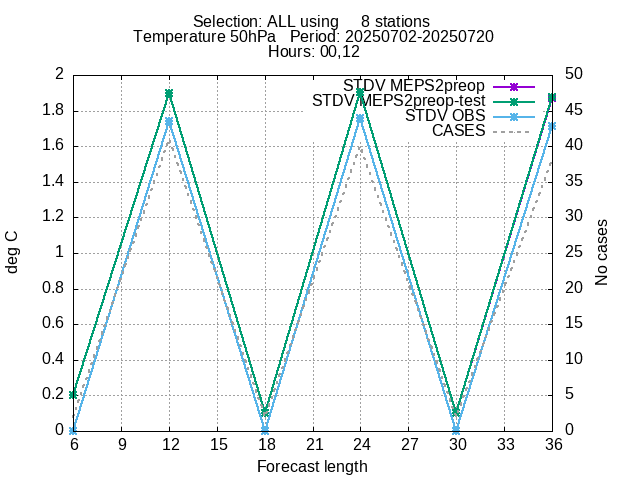 Selection: ALL using     8 stations
Temperature 50hPa   Period: 20250702-20250720
Hours: 00,12
2
1.8
1.6
1.4
1.2
1
0.8
0.6
0.4
0.2
0
deg C
STDV MEPS2preop
STDV MEPS2preop-test
STDV OBS
CASES
50
45
40
35
30
25
20
15
10
5
0
No cases
6 9 12 15 18 21 24 27 30 33 36
Forecast length